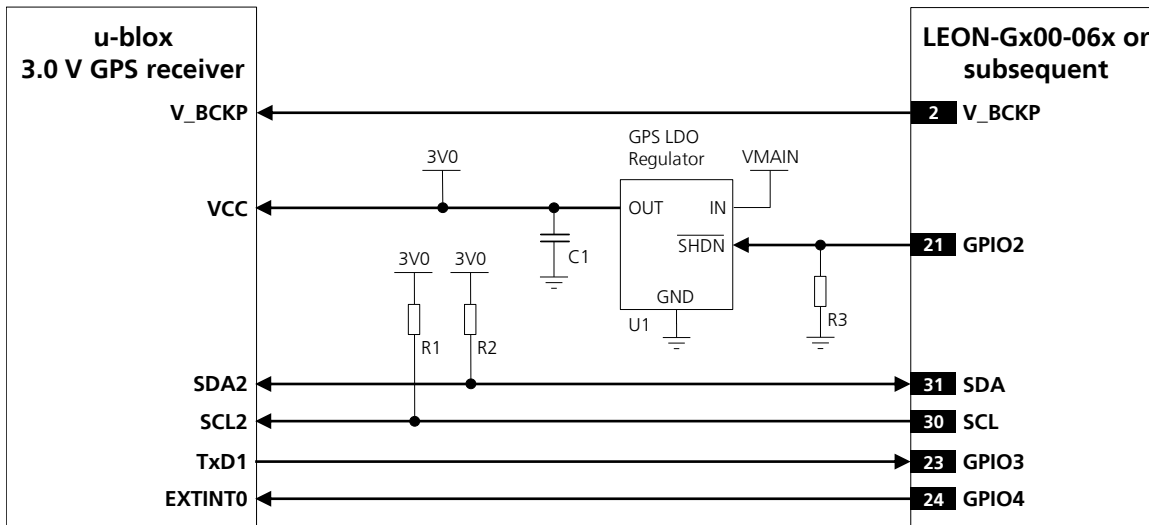 u-blox
3.0 V GPS receiver
LEON-Gx00-06x or
subsequent
V_BCKP
2 V_BCKP
GPS LDO
Regulator
3V0
VMAIN
VCC
OUT
IN
SHDN
21 GPIO2
C1
3V0
3V0
GND
U1
R3
R1
R2
SDA2
31 SDA
SCL2
30 SCL
TxD1
23 GPIO3
EXTINT0
24 GPIO4